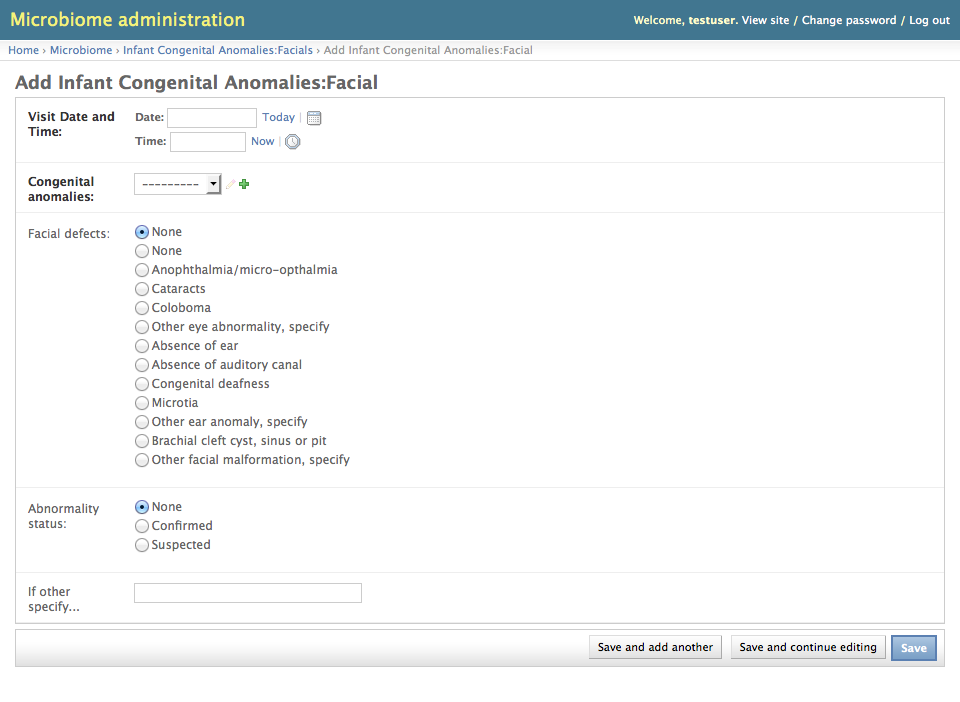 Microbiome administration
Welcome, testuser. View site / Change password / Log out
Home › Microbiome › Infant Congenital Anomalies:Facials › Add Infant Congenital Anomalies:Facial
Add Infant Congenital Anomalies:Facial
Visit Date and Time:
Date: Today |
Time: Now |
Congenital anomalies:
---------
Facial defects:
None
None
Anophthalmia/micro-opthalmia
Cataracts
Coloboma
Other eye abnormality, specify
Absence of ear
Absence of auditory canal
Congenital deafness
Microtia
Other ear anomaly, specify
Brachial cleft cyst, sinus or pit
Other facial malformation, specify
Abnormality status:
None
Confirmed
Suspected
If other specify...
Save and add another
Save and continue editing
Save